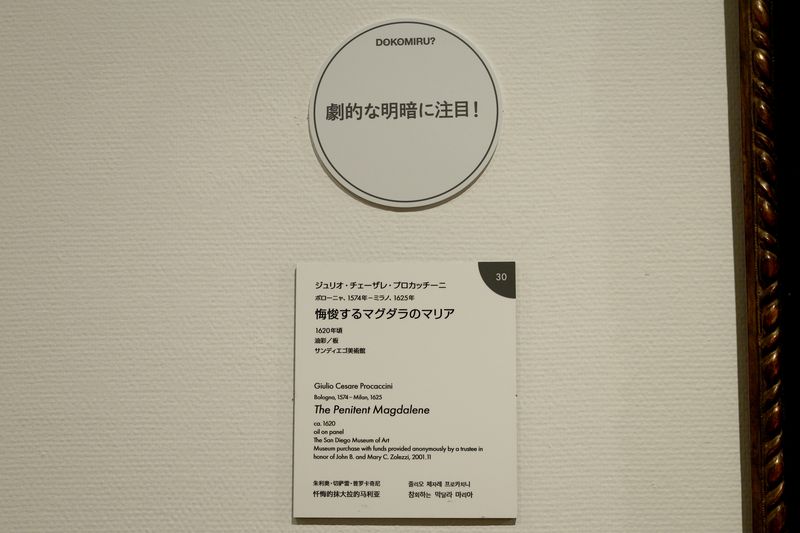 DOKOMIRU?
劇的な明暗に注目！
30
ジュリオ・チェーザレ・プロカッチーニ
ボローニャ、1574年－ミラノ、1625年
悔悛するマグダラのマリア
1620年頃
油彩／板
サンディエゴ美術館
Giulio Cesare Procaccini
Bologna, 1574 – Milan, 1625
The Penitent Magdalene
ca. 1620
oil on panel
The San Diego Museum of Art
Museum purchase with funds provided anonymously by a trustee in
honor of John B. and Mary C. Zolezzi, 2001.11
朱利奥·切萨雷·普罗卡奇尼
忏悔的抹大拉的马利亚
줄리오 체자레 프로카치니
참회하는 막달라 마리아